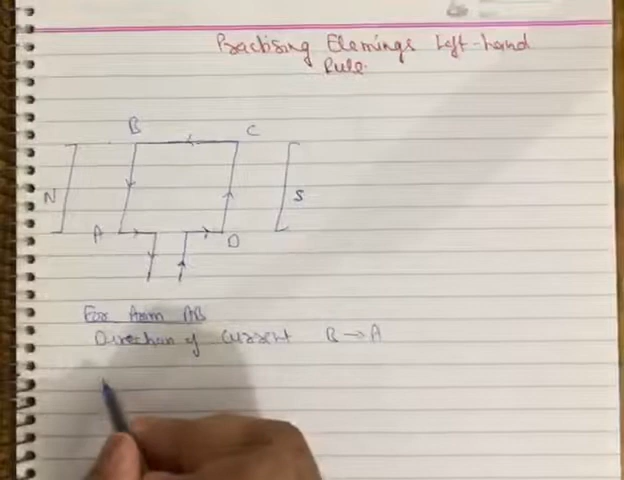 Practising Flemings Left-hand
Rule.
B
C
N
S
A
D
For Arm AB
Direction of current B → A